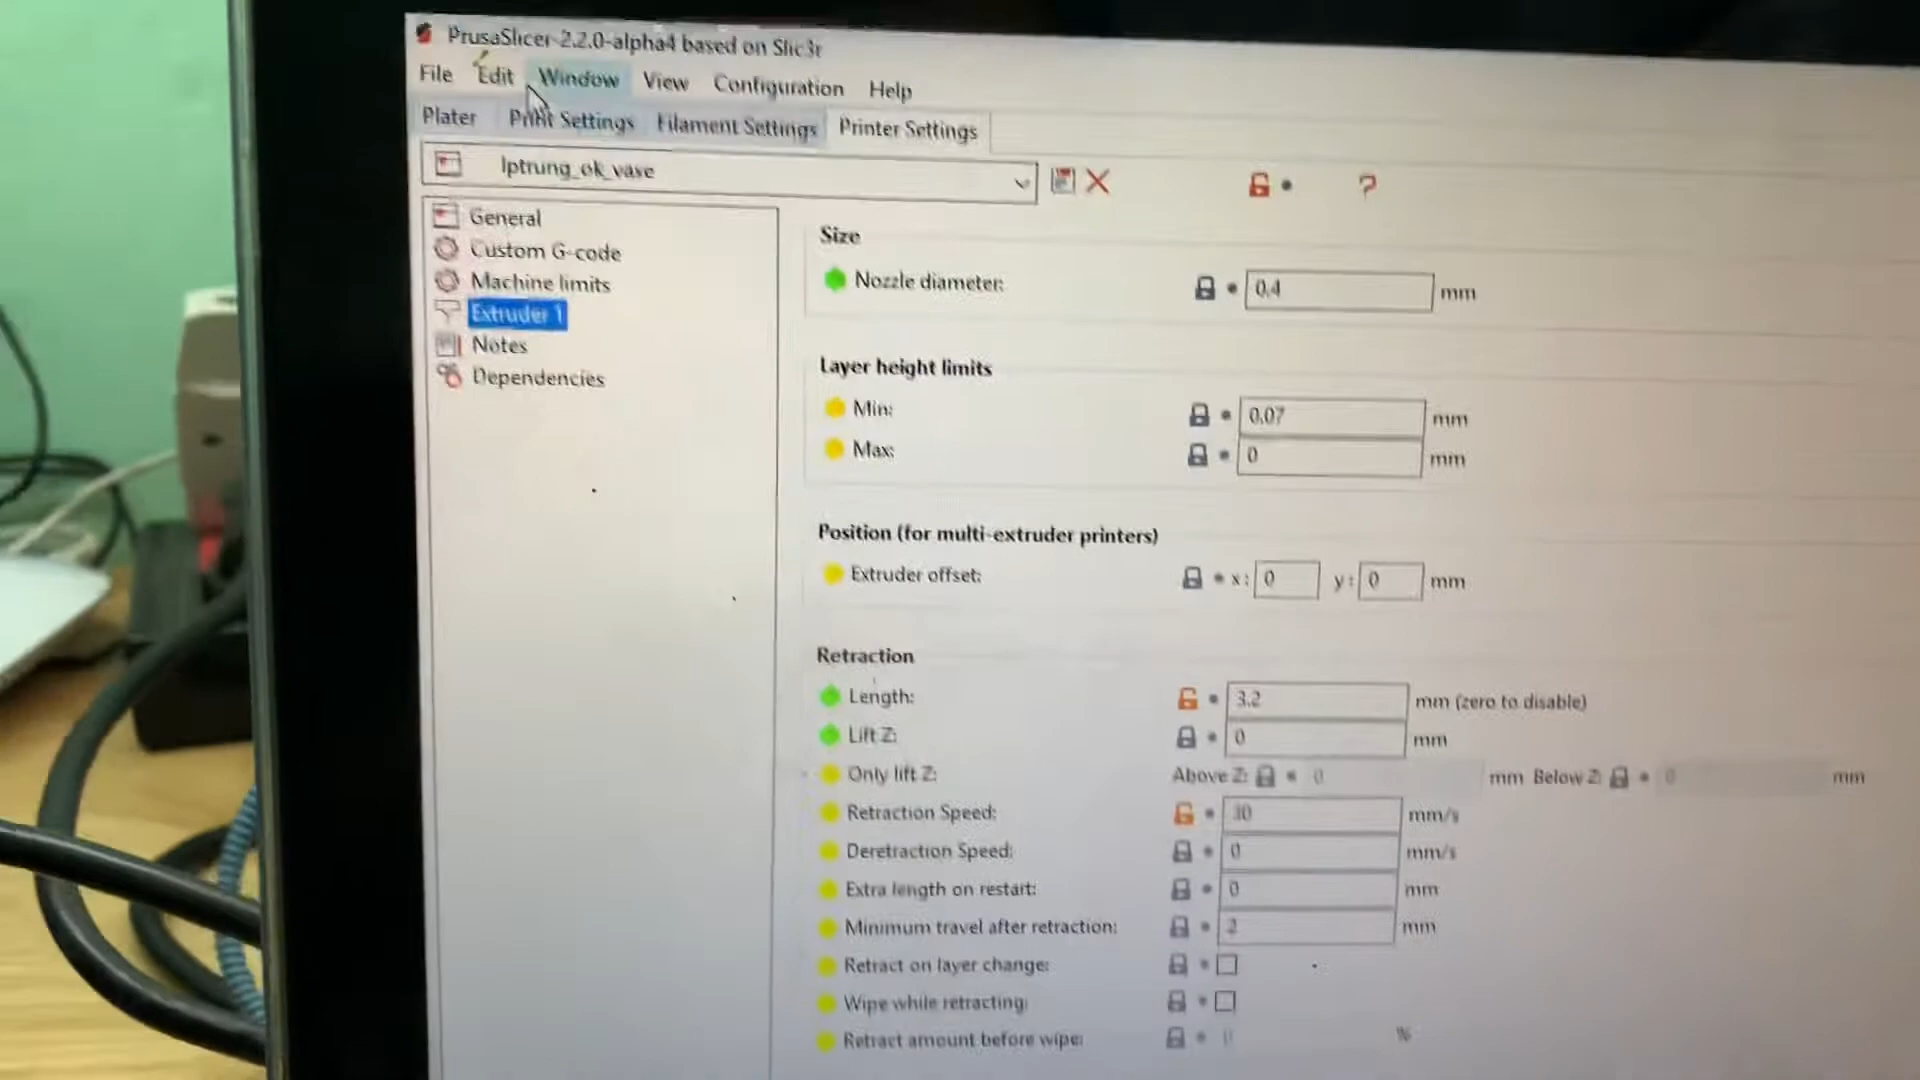 PrusaSlicer-2.2.0-alpha4 based on Slic3r
File Edit Window View Configuration Help
Plater Print Settings Filament Settings Printer Settings
lptrung_ok_vase
?
General
Custom G-code
Machine limits
Extruder 1
Notes
Dependencies
Size
Nozzle diameter: 0.4 mm
Layer height limits
Min: 0.07 mm
Max: 0 mm
Position (for multi-extruder printers)
Extruder offset: x: 0 y: 0 mm
Retraction
Length: 3.2 mm (zero to disable)
Lift Z: 0 mm
Only lift Z: Above Z: 0 mm Below Z: 0 mm
Retraction Speed: mm/s
Deretraction Speed: 0 mm/s
Extra length on restart: 0 mm
Minimum travel after retraction: 2 mm
Retract on layer change:
Wipe while retracting:
Retract amount before wipe: %